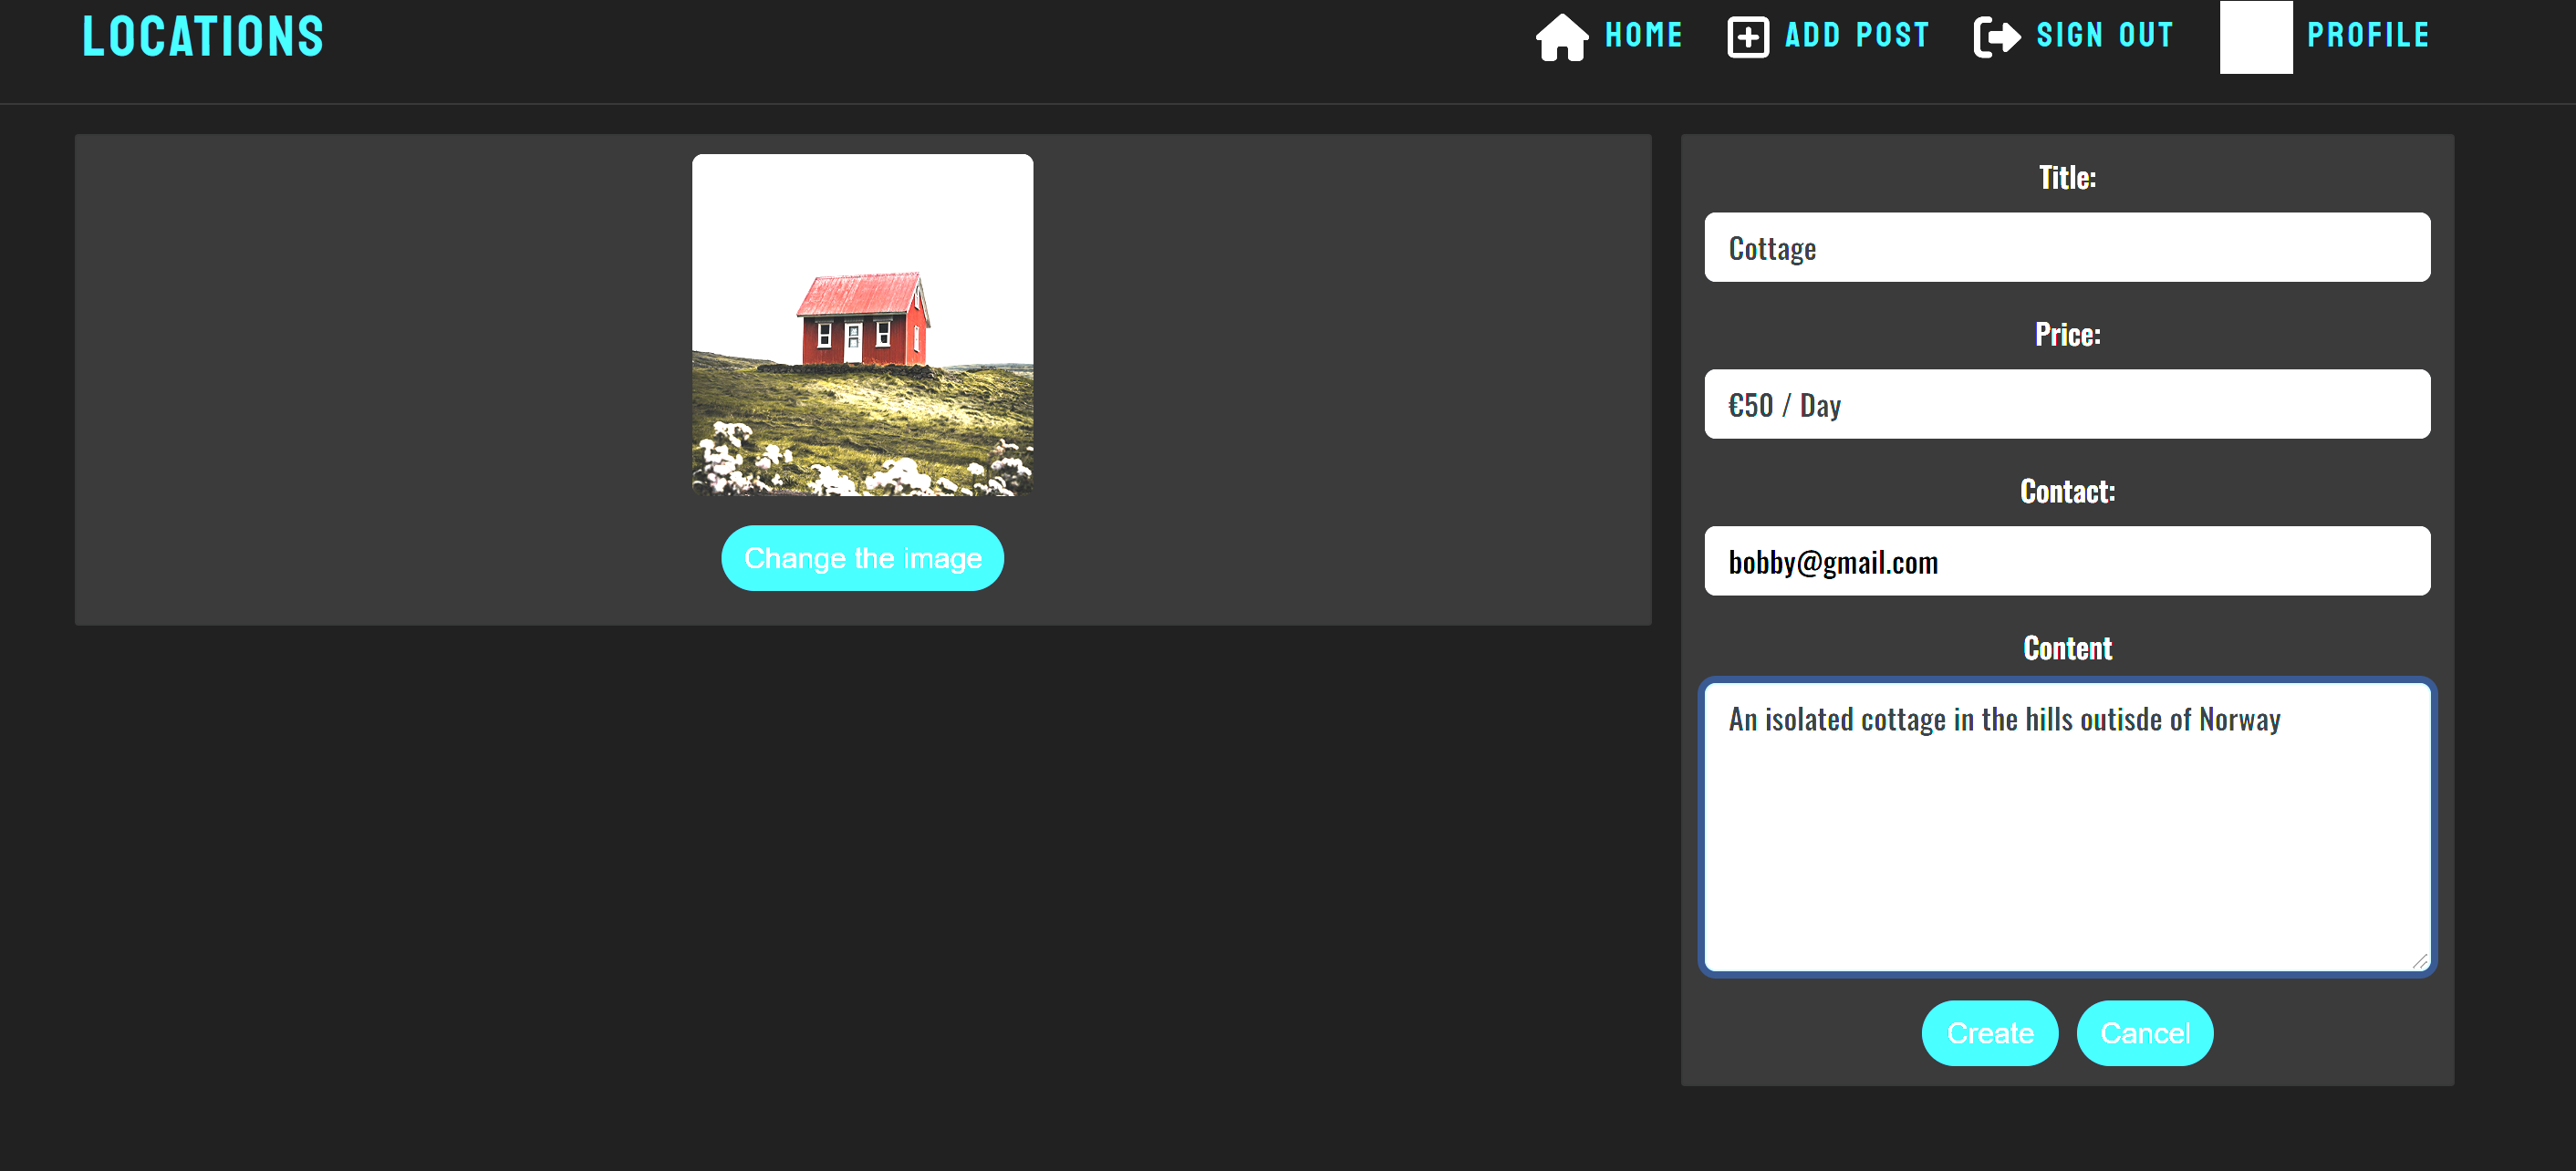 LOCATIONS
HOME
ADD POST
SIGN OUT
PROFILE
Change the image
Title:
Cottage
Price:
€50 / Day
Contact:
bobby@gmail.com
Content
An isolated cottage in the hills outisde of Norway
Create
Cancel